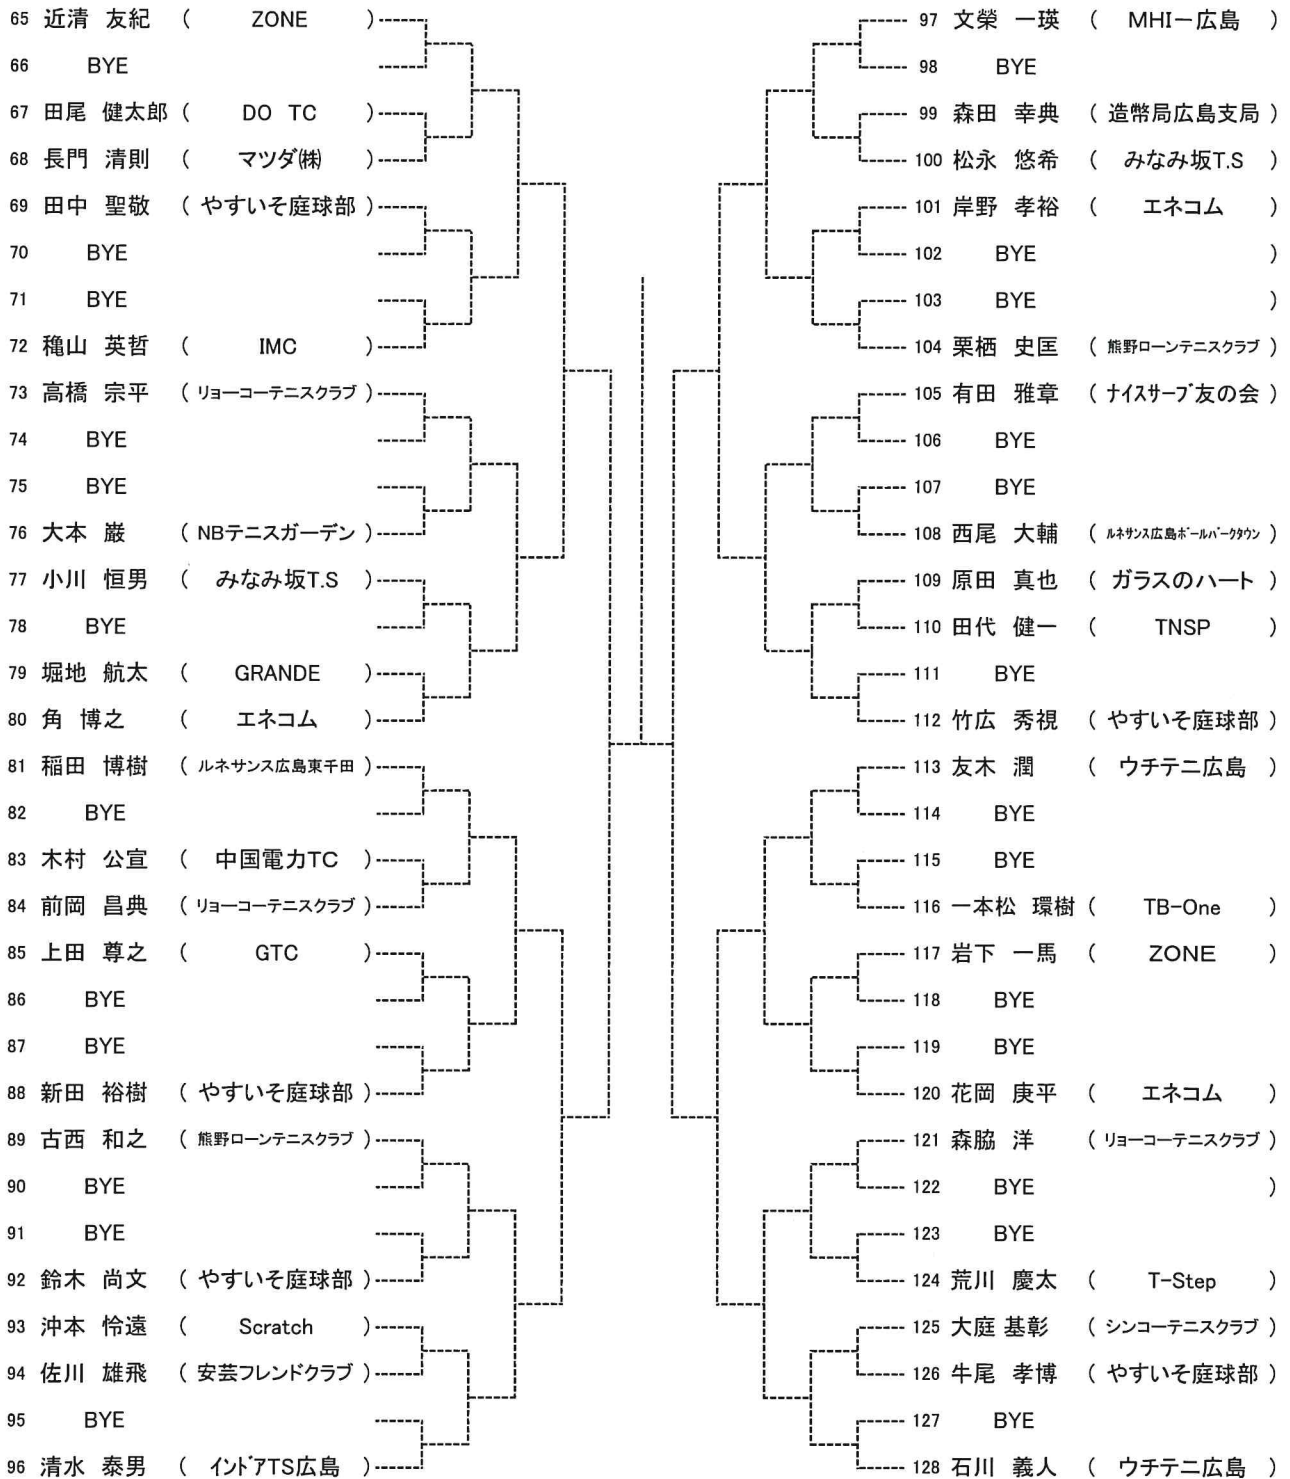 65 近清 友紀 ( ZONE )
66 BYE
67 田尾 健太郎 ( DO TC )
68 長門 清則 ( マツダ㈱ )
69 田中 聖敬 ( やすいそ庭球部 )
70 BYE
71 BYE
72 穐山 英哲 ( IMC )
73 高橋 宗平 ( リョーコーテニスクラブ )
74 BYE
75 BYE
76 大本 巌 ( NBテニスガーデン )
77 小川 恒男 ( みなみ坂T.S )
78 BYE
79 堀地 航太 ( GRANDE )
80 角 博之 ( エネコム )
81 稲田 博樹 ( ルネサンス広島東千田 )
82 BYE
83 木村 公宣 ( 中国電力TC )
84 前岡 昌典 ( リョーコーテニスクラブ )
85 上田 尊之 ( GTC )
86 BYE
87 BYE
88 新田 裕樹 ( やすいそ庭球部 )
89 古西 和之 ( 熊野ローンテニスクラブ )
90 BYE
91 BYE
92 鈴木 尚文 ( やすいそ庭球部 )
93 沖本 怜遠 ( Scratch )
94 佐川 雄飛 ( 安芸フレンドクラブ )
95 BYE
96 清水 泰男 ( インドアTS広島 )
97 文榮 一瑛 ( MHI－広島 )
98 BYE
99 森田 幸典 ( 造幣局広島支局 )
100 松永 悠希 ( みなみ坂T.S )
101 岸野 孝裕 ( エネコム )
102 BYE )
103 BYE )
104 栗栖 史匡 ( 熊野ローンテニスクラブ )
105 有田 雅章 ( ナイスサーブ友の会 )
106 BYE
107 BYE
108 西尾 大輔 ( ルネサンス広島ボールパークタウン )
109 原田 真也 ( ガラスのハート )
110 田代 健一 ( TNSP )
111 BYE
112 竹広 秀視 ( やすいそ庭球部 )
113 友木 潤 ( ウチテニ広島 )
114 BYE
115 BYE
116 一本松 環樹 ( TB-One )
117 岩下 一馬 ( ZONE )
118 BYE
119 BYE
120 花岡 庚平 ( エネコム )
121 森脇 洋 ( リョーコーテニスクラブ )
122 BYE )
123 BYE
124 荒川 慶太 ( T-Step )
125 大庭 基彰 ( シンコーテニスクラブ )
126 牛尾 孝博 ( やすいそ庭球部 )
127 BYE
128 石川 義人 ( ウチテニ広島 )